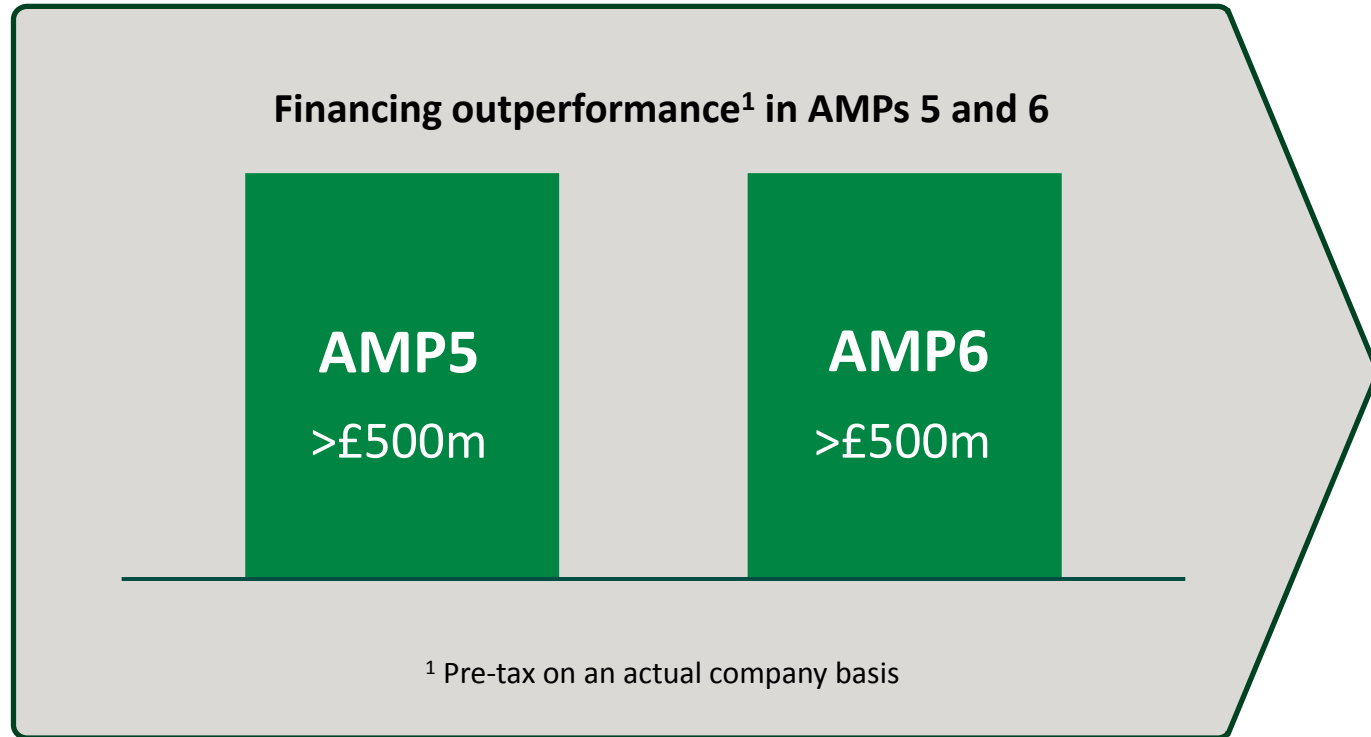 Financing outperformance¹ in AMPs 5 and 6
AMP5
>£500m
AMP6
>£500m
¹ Pre-tax on an actual company basis